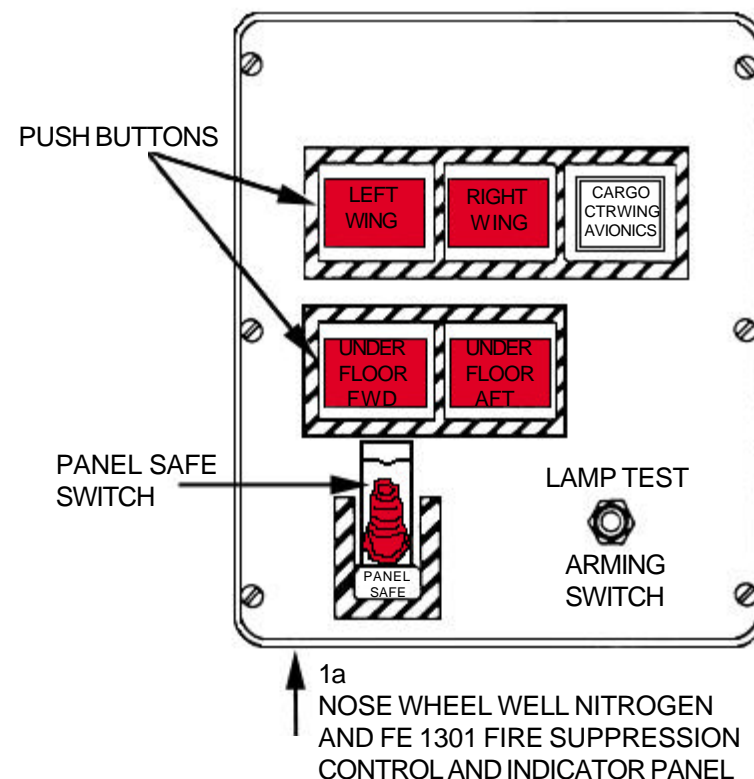 PUSH BUTTONS
LEFT
WING
RIGHT
WING
CARGO
CTRWING
AVIONICS
UNDER
FLOOR
FWD
UNDER
FLOOR
AFT
PANEL SAFE
SWITCH
PANEL
SAFE
LAMP TEST
ARMING
SWITCH
1a
NOSE WHEEL WELL NITROGEN
AND FE 1301 FIRE SUPPRESSION
CONTROL AND INDICATOR PANEL